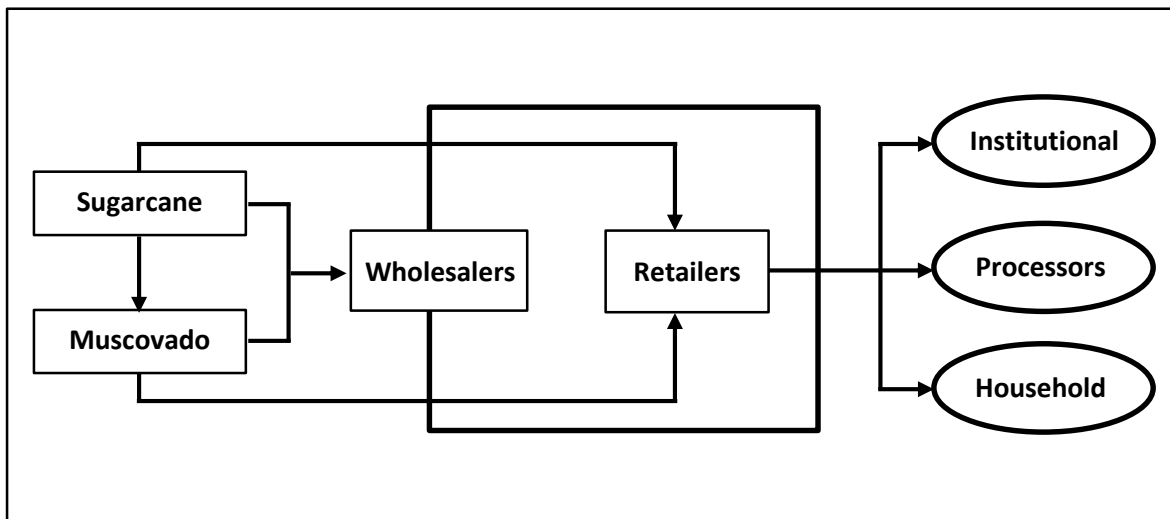 Sugarcane
Muscovado
Wholesalers
Retailers
Institutional
Processors
Household